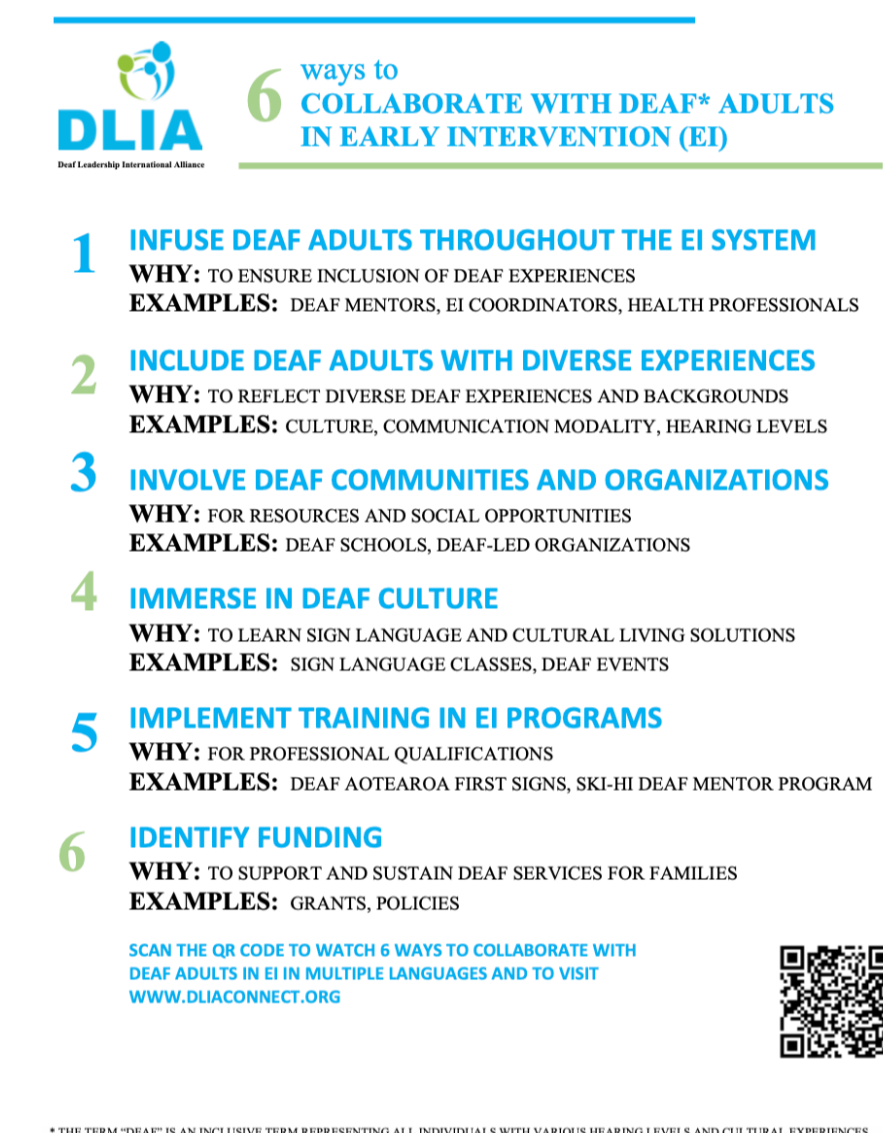 DLIA
Deaf Leadership International Alliance
6 ways to
COLLABORATE WITH DEAF* ADULTS
IN EARLY INTERVENTION (EI)
1 INFUSE DEAF ADULTS THROUGHOUT THE EI SYSTEM
WHY: TO ENSURE INCLUSION OF DEAF EXPERIENCES
EXAMPLES: DEAF MENTORS, EI COORDINATORS, HEALTH PROFESSIONALS
2 INCLUDE DEAF ADULTS WITH DIVERSE EXPERIENCES
WHY: TO REFLECT DIVERSE DEAF EXPERIENCES AND BACKGROUNDS
EXAMPLES: CULTURE, COMMUNICATION MODALITY, HEARING LEVELS
3 INVOLVE DEAF COMMUNITIES AND ORGANIZATIONS
WHY: FOR RESOURCES AND SOCIAL OPPORTUNITIES
EXAMPLES: DEAF SCHOOLS, DEAF-LED ORGANIZATIONS
4 IMMERSE IN DEAF CULTURE
WHY: TO LEARN SIGN LANGUAGE AND CULTURAL LIVING SOLUTIONS
EXAMPLES: SIGN LANGUAGE CLASSES, DEAF EVENTS
5 IMPLEMENT TRAINING IN EI PROGRAMS
WHY: FOR PROFESSIONAL QUALIFICATIONS
EXAMPLES: DEAF AOTEAROA FIRST SIGNS, SKI-HI DEAF MENTOR PROGRAM
6 IDENTIFY FUNDING
WHY: TO SUPPORT AND SUSTAIN DEAF SERVICES FOR FAMILIES
EXAMPLES: GRANTS, POLICIES
SCAN THE QR CODE TO WATCH 6 WAYS TO COLLABORATE WITH
DEAF ADULTS IN EI IN MULTIPLE LANGUAGES AND TO VISIT
WWW.DLIACONNECT.ORG
* THE TERM "DEAF" IS AN INCLUSIVE TERM REPRESENTING ALL INDIVIDUALS WITH VARIOUS HEARING LEVELS AND CULTURAL EXPERIENCES